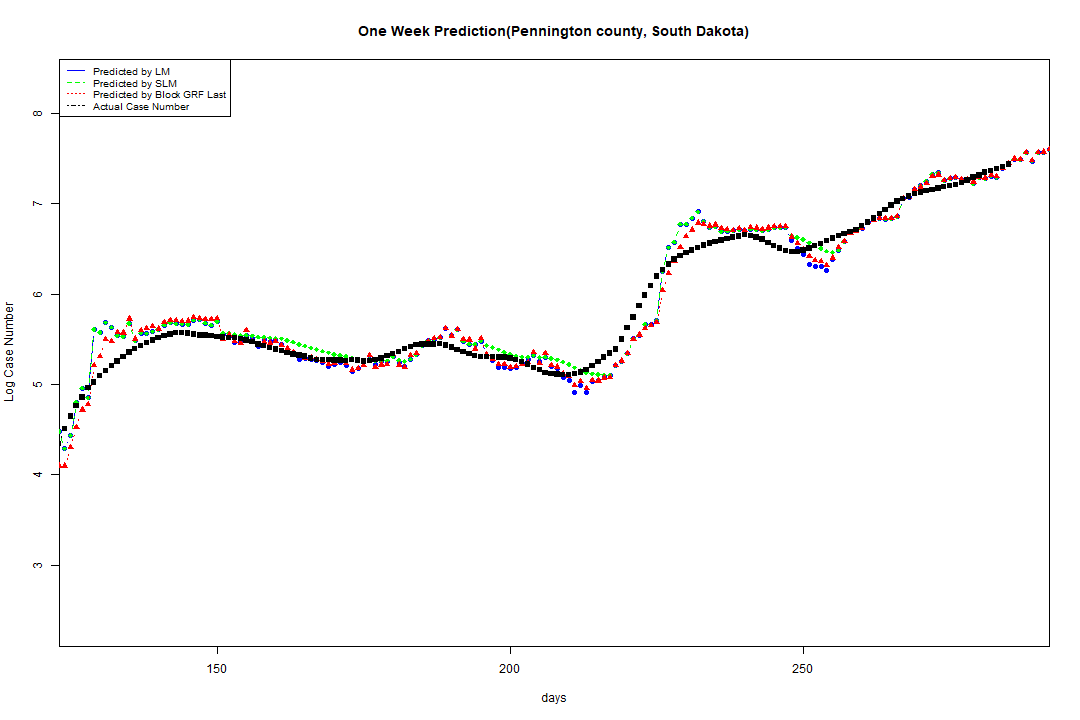 One Week Prediction(Pennington county, South Dakota)
Predicted by LM
Predicted by SLM
Predicted by Block GRF Last
Actual Case Number
8
7
6
5
4
3
Log Case Number
150 200 250
days